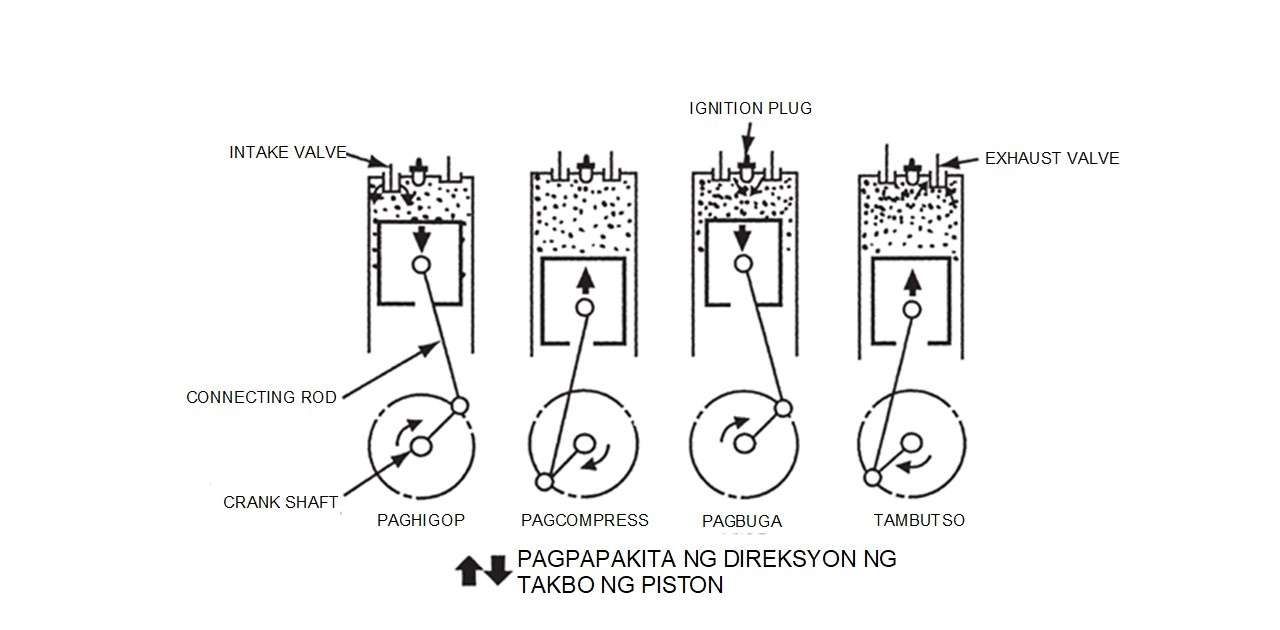 IGNITION PLUG
INTAKE VALVE
EXHAUST VALVE
CONNECTING ROD
CRANK SHAFT
PAGHIGOP
PAGCOMPRESS
PAGBUGA
TAMBUTSO
PAGPAPAKITA NG DIREKSYON NG
TAKBO NG PISTON